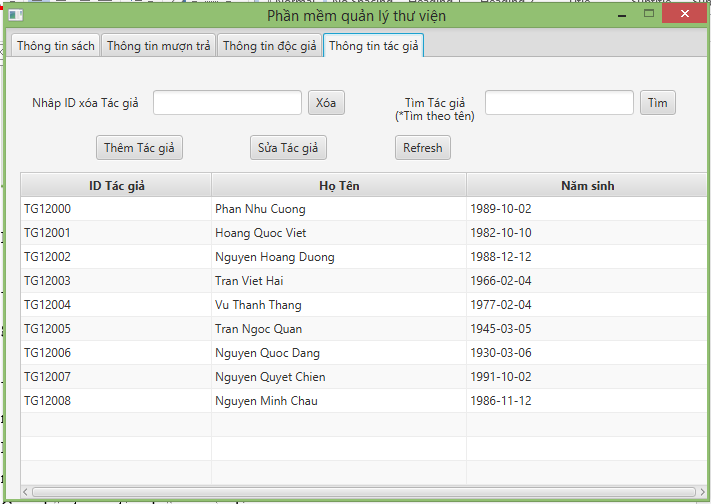 Phần mềm quản lý thư viện
Thông tin sách Thông tin mượn trả Thông tin độc giả Thông tin tác giả
Nhâp ID xóa Tác giả Xóa Tìm Tác giả Tìm
(*Tìm theo tên)
Thêm Tác giả Sửa Tác giả Refresh
ID Tác giả Họ Tên Năm sinh
TG12000 Phan Nhu Cuong 1989-10-02
TG12001 Hoang Quoc Viet 1982-10-10
TG12002 Nguyen Hoang Duong 1988-12-12
TG12003 Tran Viet Hai 1966-02-04
TG12004 Vu Thanh Thang 1977-02-04
TG12005 Tran Ngoc Quan 1945-03-05
TG12006 Nguyen Quoc Dang 1930-03-06
TG12007 Nguyen Quyet Chien 1991-10-02
TG12008 Nguyen Minh Chau 1986-11-12